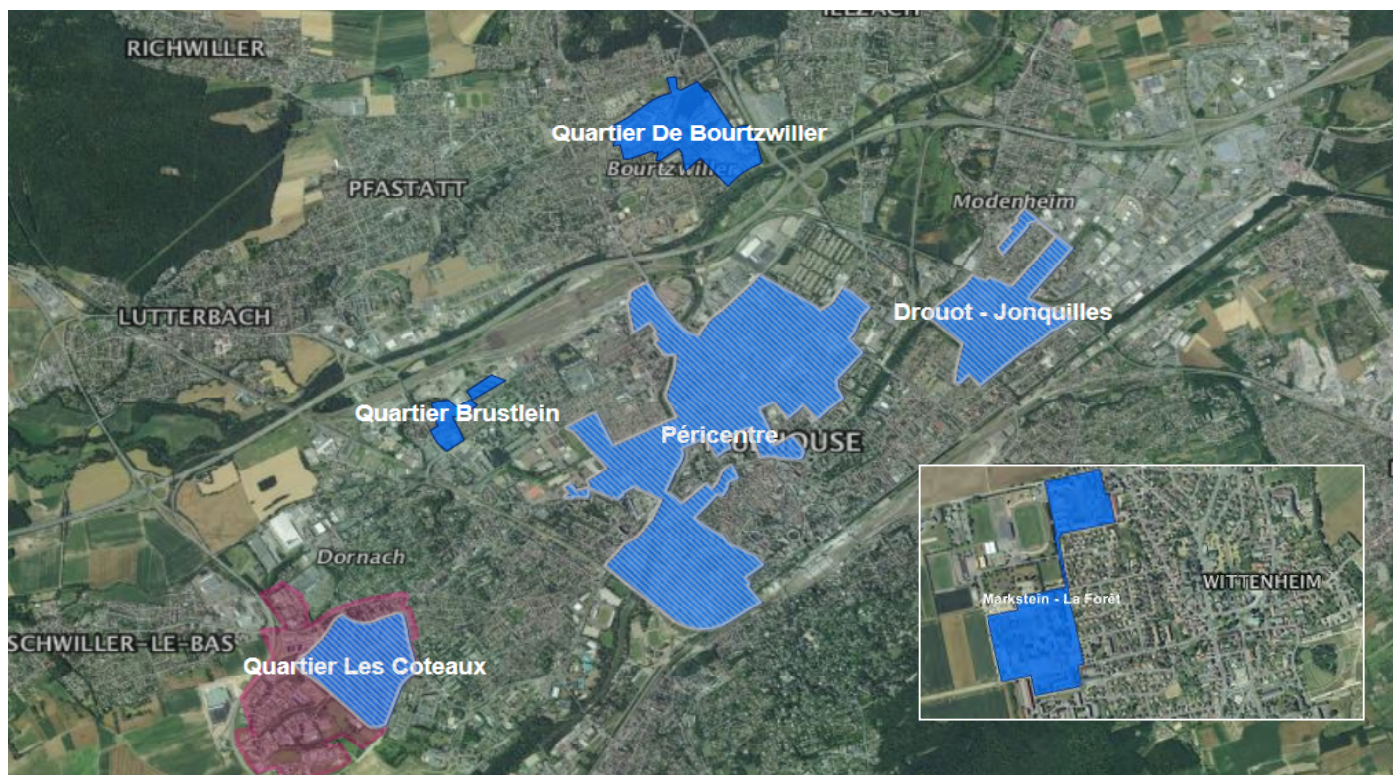 ILLZACH
RICHWILLER
Quartier De Bourtzwiller
Bourtzwiller
PFASTATT
Modenheim
LUTTERBACH
Drouot - Jonquilles
Quartier Brustlein
Péricentre
OUSE
Dornach
WITTENHEIM
Markstein - La Forêt
SCHWILLER-LE-BAS
Quartier Les Coteaux